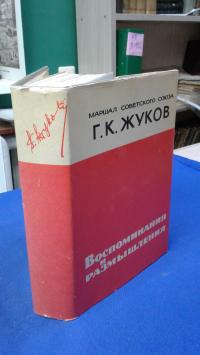 МАРШАЛ СОВЕТСКОГО СОЮЗА
Г. К. ЖУКОВ
Воспоминания
и
РАЗМЫШЛЕНИЯ